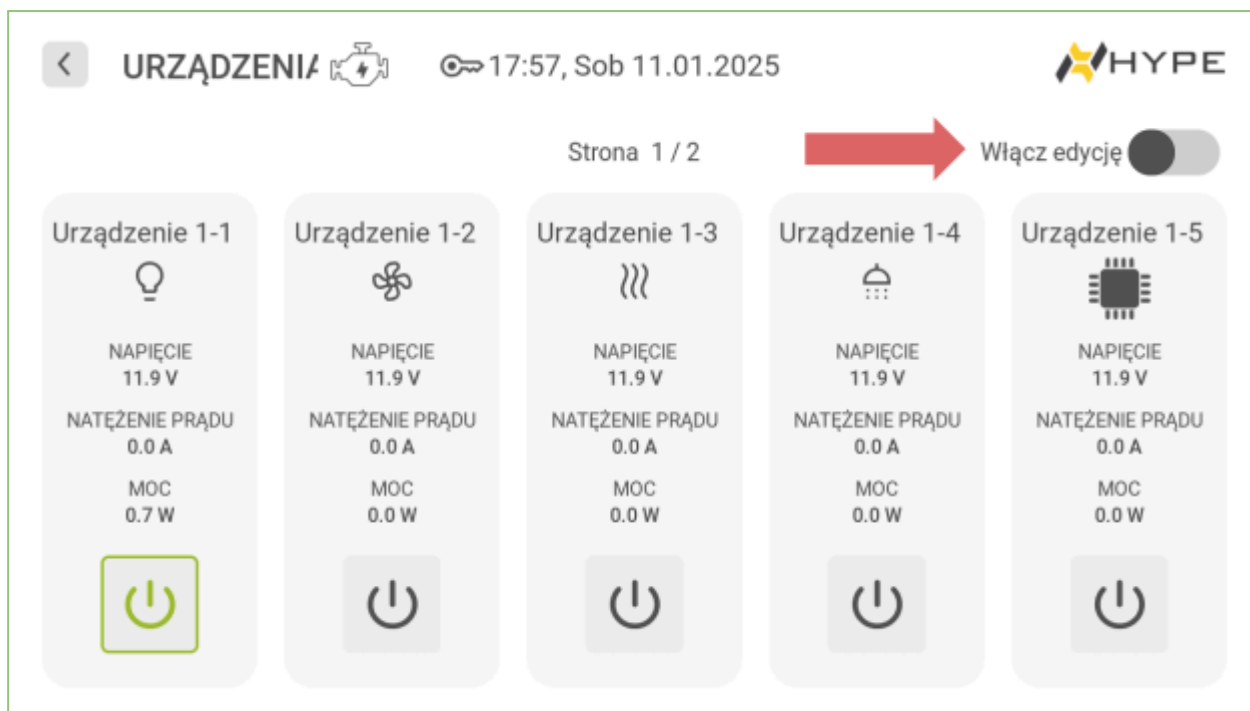 URZĄDZENIA 17:57, Sob 11.01.2025 HYPE
Strona 1 / 2 Włącz edycję
Urządzenie 1-1 Urządzenie 1-2 Urządzenie 1-3 Urządzenie 1-4 Urządzenie 1-5
NAPIĘCIE NAPIĘCIE NAPIĘCIE NAPIĘCIE NAPIĘCIE
11.9 V 11.9 V 11.9 V 11.9 V 11.9 V
NATĘŻENIE PRĄDU NATĘŻENIE PRĄDU NATĘŻENIE PRĄDU NATĘŻENIE PRĄDU NATĘŻENIE PRĄDU
0.0 A 0.0 A 0.0 A 0.0 A 0.0 A
MOC MOC MOC MOC MOC
0.7 W 0.0 W 0.0 W 0.0 W 0.0 W